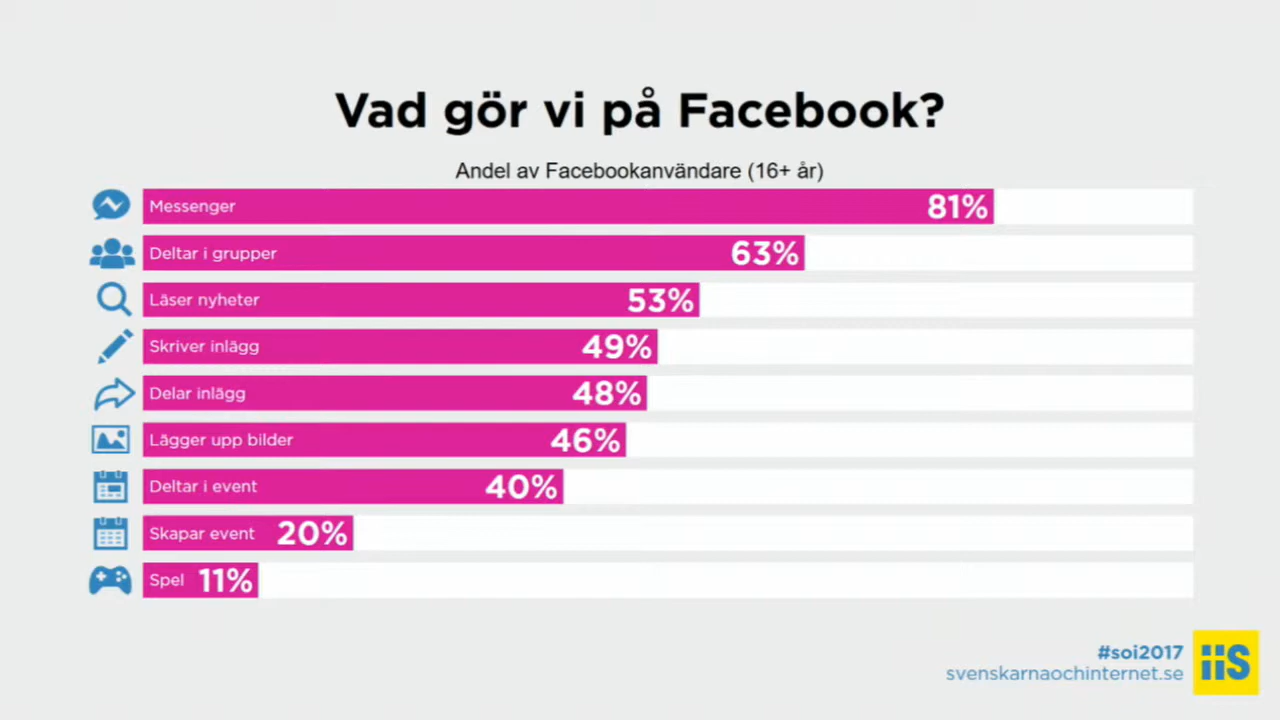 Vad gör vi på Facebook?
Andel av Facebookanvändare (16+ år)
Messenger 81%
Deltar i grupper 63%
Läser nyheter 53%
Skriver inlägg 49%
Delar inlägg 48%
Lägger upp bilder 46%
Deltar i event 40%
Skapar event 20%
Spel 11%
#soi2017
svenskarnaochinternet.se
iis